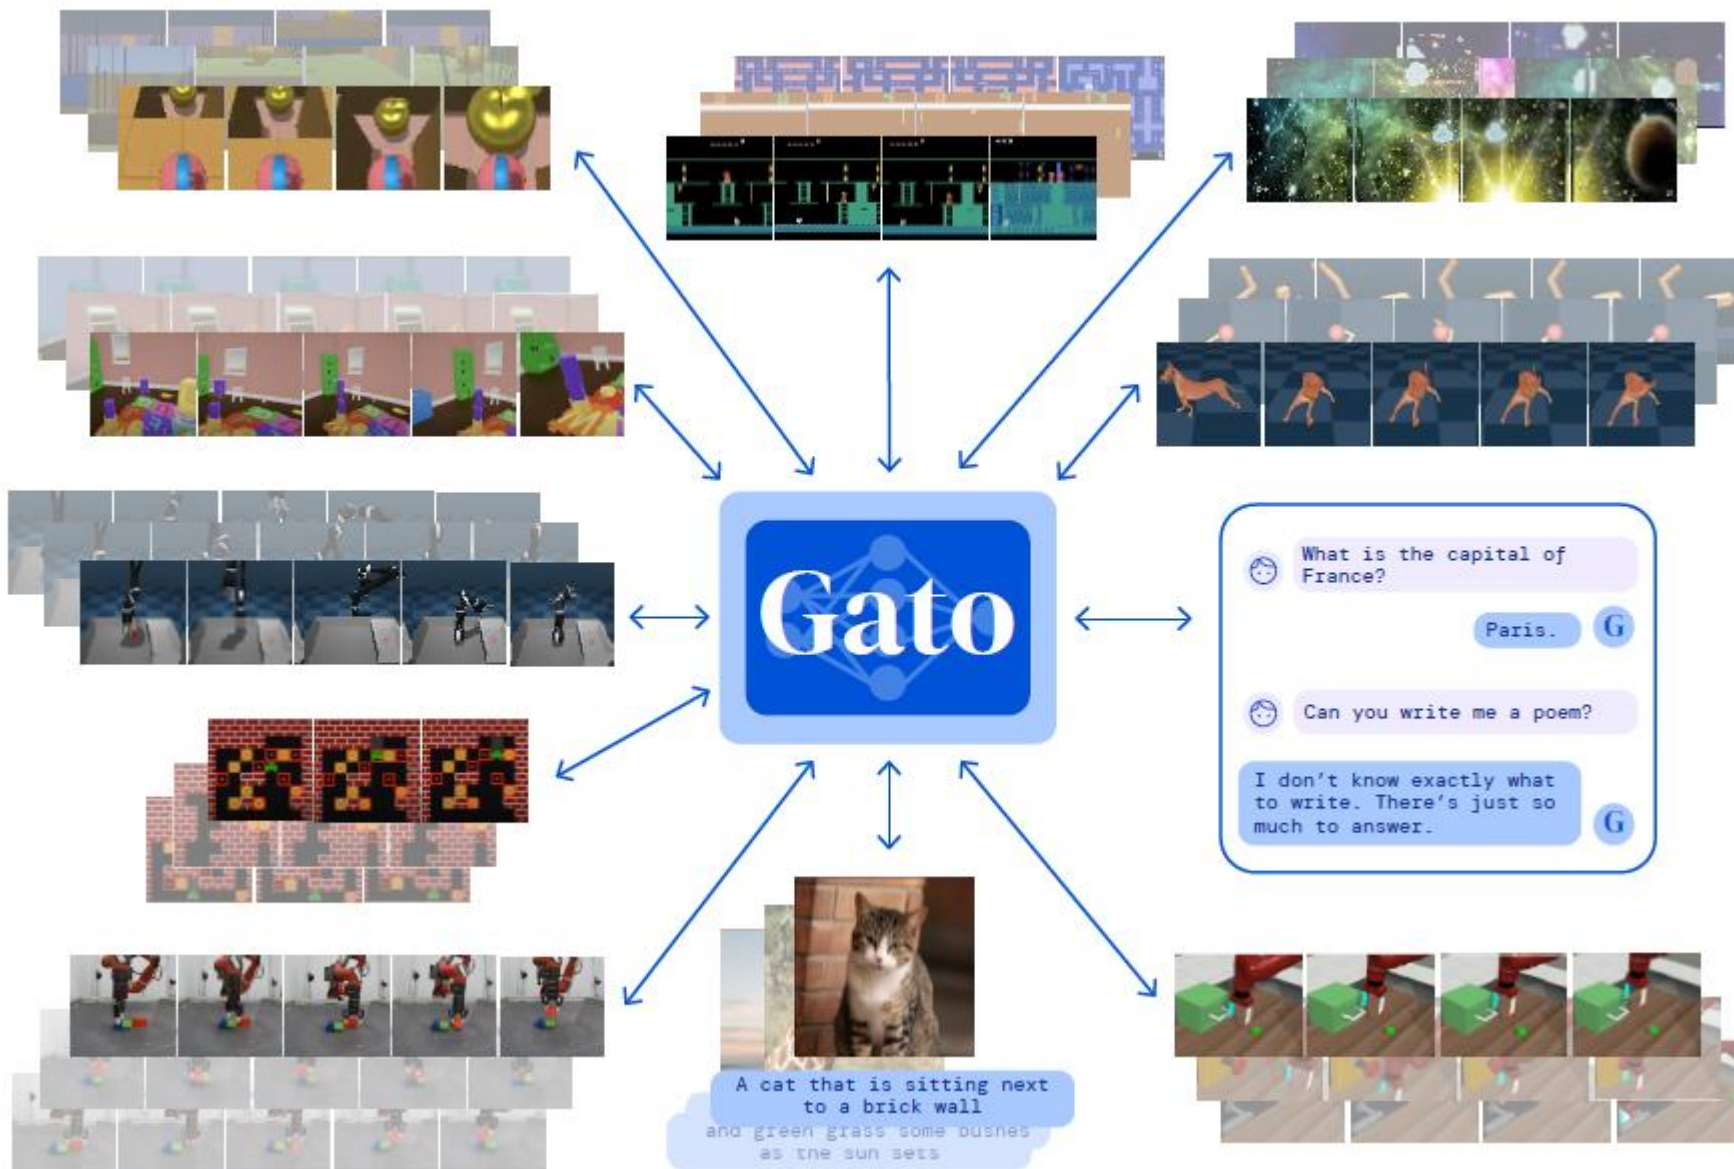 Gato
What is the capital of
France?
Paris.
G
Can you write me a poem?
I don't know exactly what
to write. There's just so
much to answer.
G
A cat that is sitting next
to a brick wall
and green grass some bushes
as the sun sets